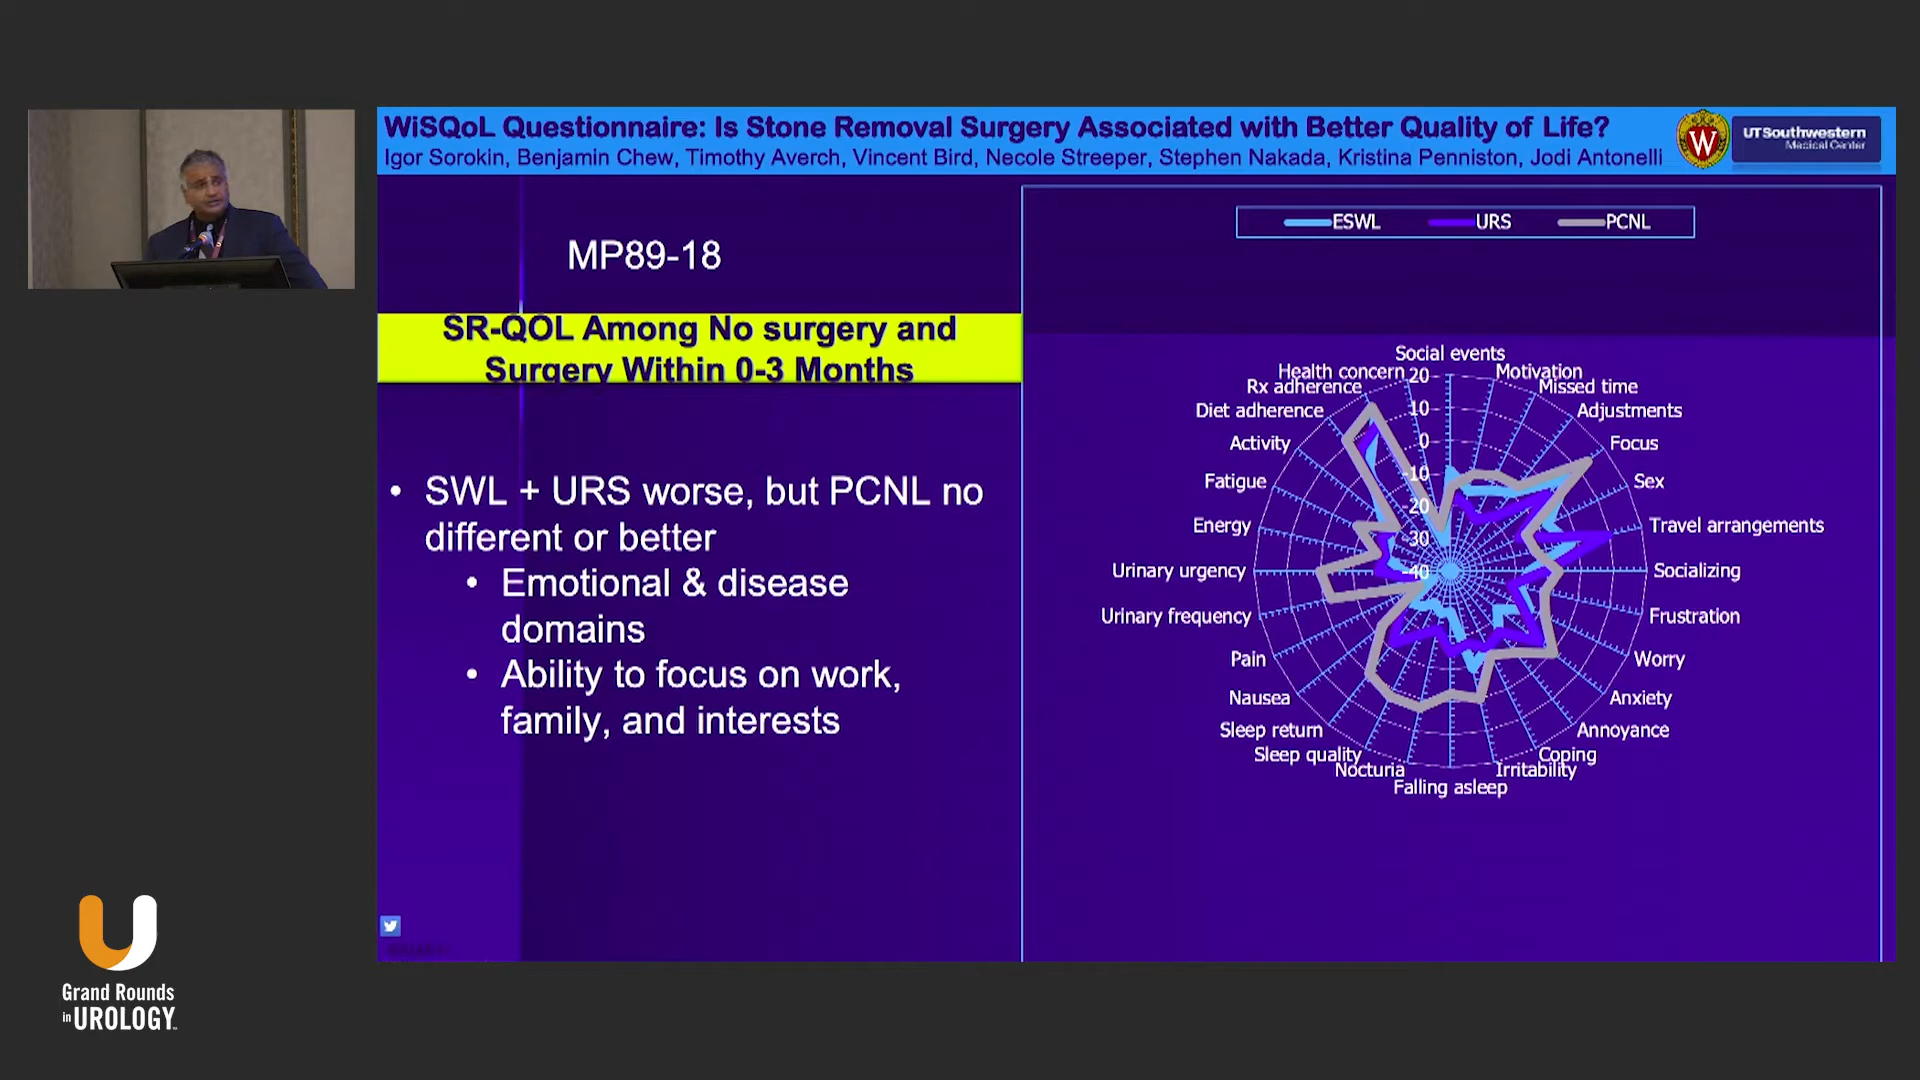 WiSQoL Questionnaire: Is Stone Removal Surgery Associated with Better Quality of Life?
Igor Sorokin, Benjamin Chew, Timothy Averch, Vincent Bird, Necole Streeper, Stephen Nakada, Kristina Penniston, Jodi Antonelli
W
UTSouthwestern
Medical Center
MP89-18
SR-QOL Among No surgery and
Surgery Within 0-3 Months
• SWL + URS worse, but PCNL no
different or better
• Emotional & disease
domains
• Ability to focus on work,
family, and interests
ESWL URS PCNL
Social events
Motivation
Missed time
Adjustments
Focus
Sex
Travel arrangements
Socializing
Frustration
Worry
Anxiety
Annoyance
Coping
Irritability
Falling asleep
Nocturia
Sleep quality
Sleep return
Nausea
Pain
Urinary frequency
Urinary urgency
Energy
Fatigue
Activity
Diet adherence
Rx adherence
Health concern
20
10
0
-10
-20
-30
-40
Grand Rounds
in UROLOGY